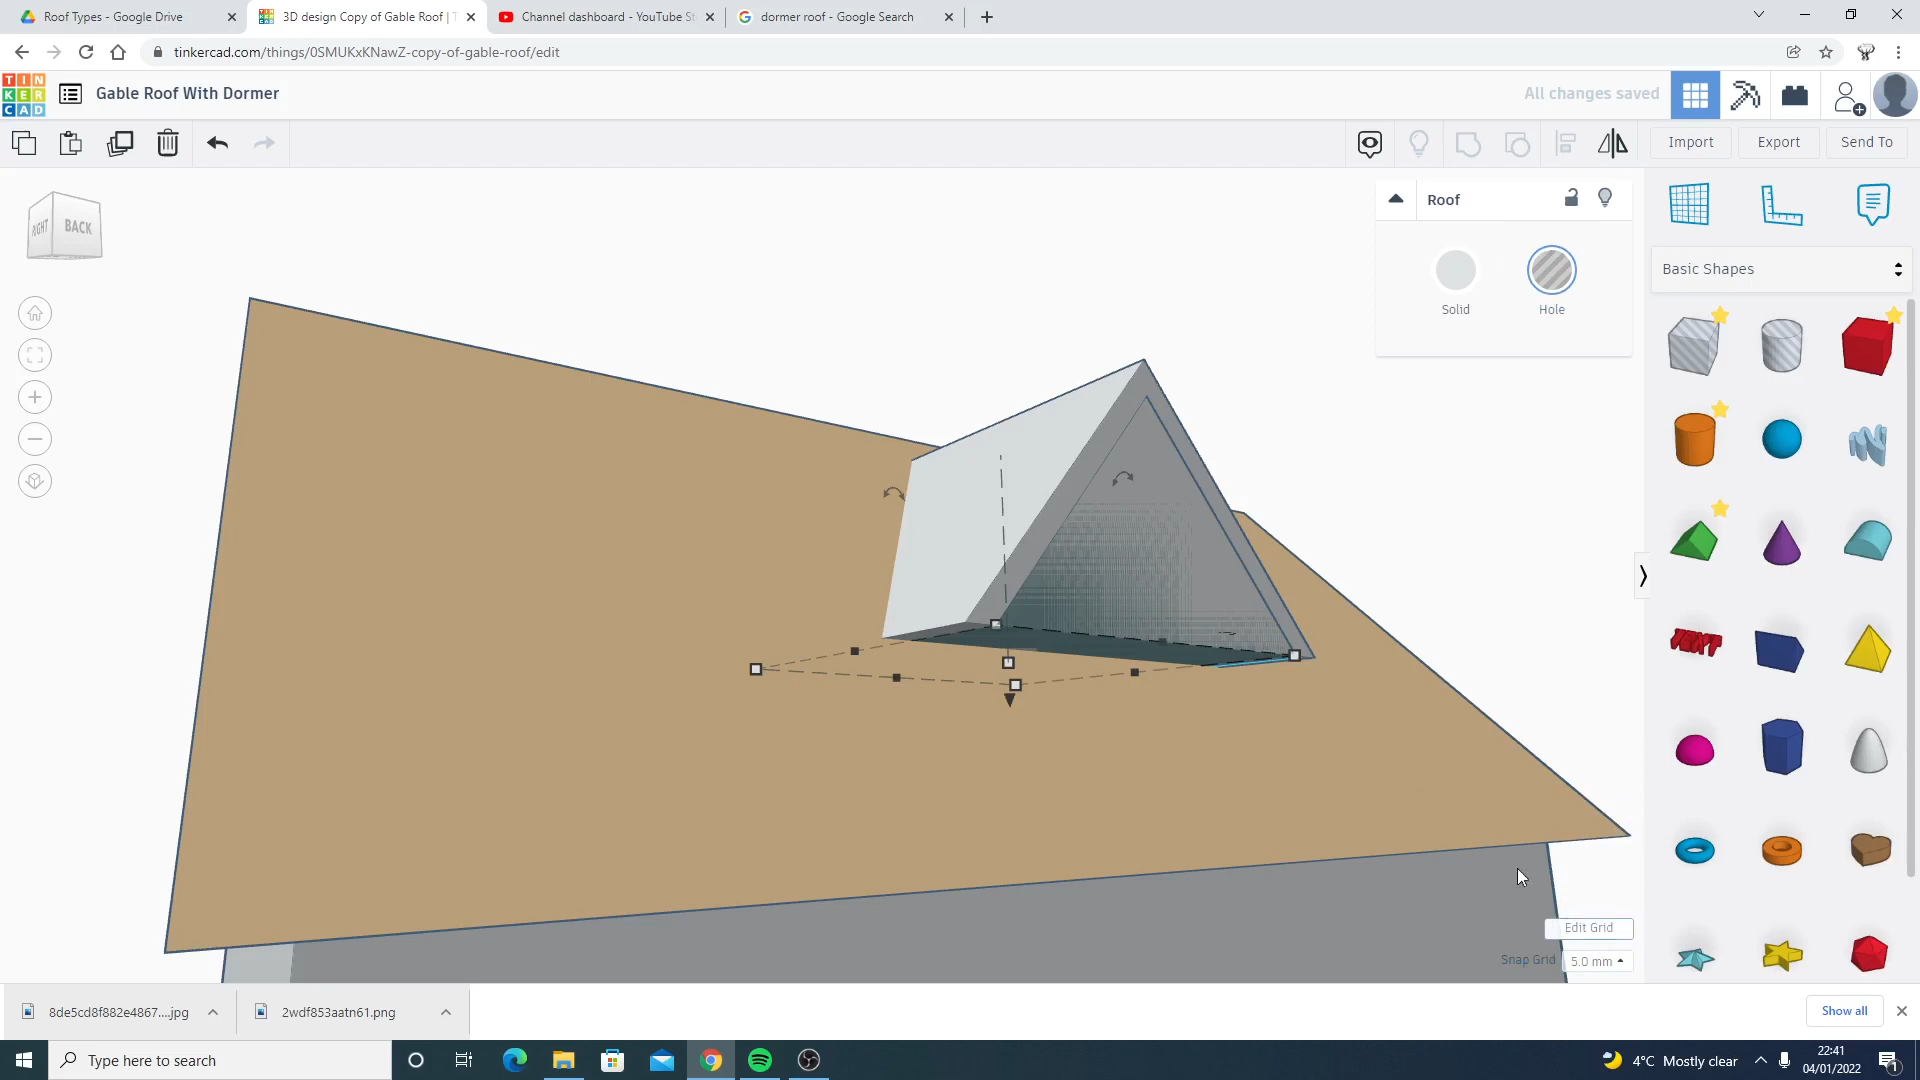 Roof Types - Google Drive
3D design Copy of Gable Roof | T
Channel dashboard - YouTube St
dormer roof - Google Search
tinkercad.com/things/0SMUKxKNawZ-copy-of-gable-roof/edit
TIN
KER
CAD
Gable Roof With Dormer
All changes saved
Import
Export
Send To
RIGHT
BACK
Roof
Solid
Hole
Basic Shapes
TEXT
Edit Grid
Snap Grid
5.0 mm
8de5cd8f882e4867....jpg
2wdf853aatn61.png
Show all
Type here to search
4°C Mostly clear
22:41
04/01/2022
1